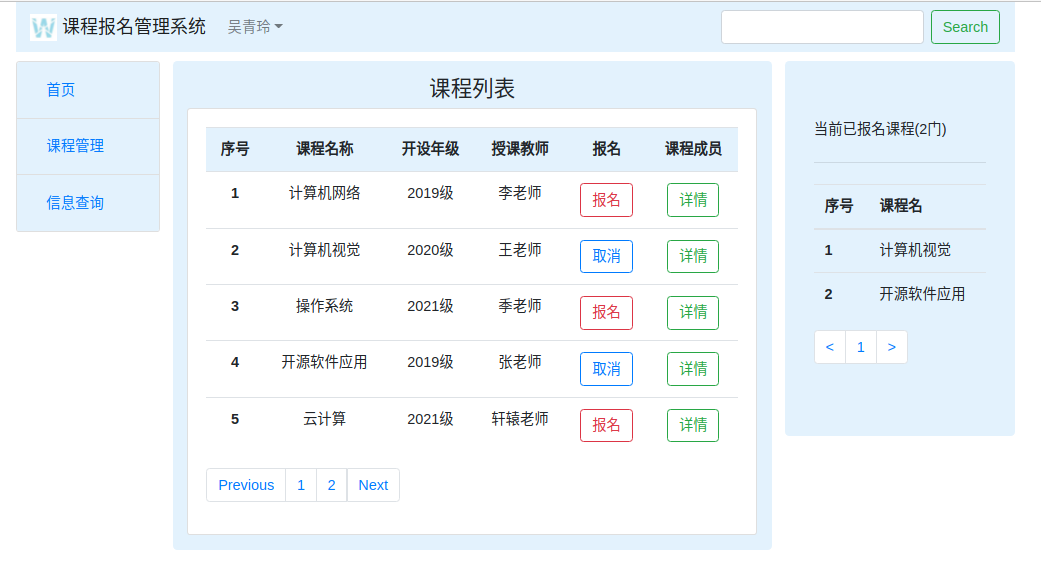 W 课程报名管理系统 吴青玲 Search
首页
课程管理
信息查询
课程列表
序号 课程名称 开设年级 授课教师 报名 课程成员
1 计算机网络 2019级 李老师 报名 详情
2 计算机视觉 2020级 王老师 取消 详情
3 操作系统 2021级 季老师 报名 详情
4 开源软件应用 2019级 张老师 取消 详情
5 云计算 2021级 轩辕老师 报名 详情
Previous 1 2 Next
当前已报名课程(2门)
序号 课程名
1 计算机视觉
2 开源软件应用
< 1 >